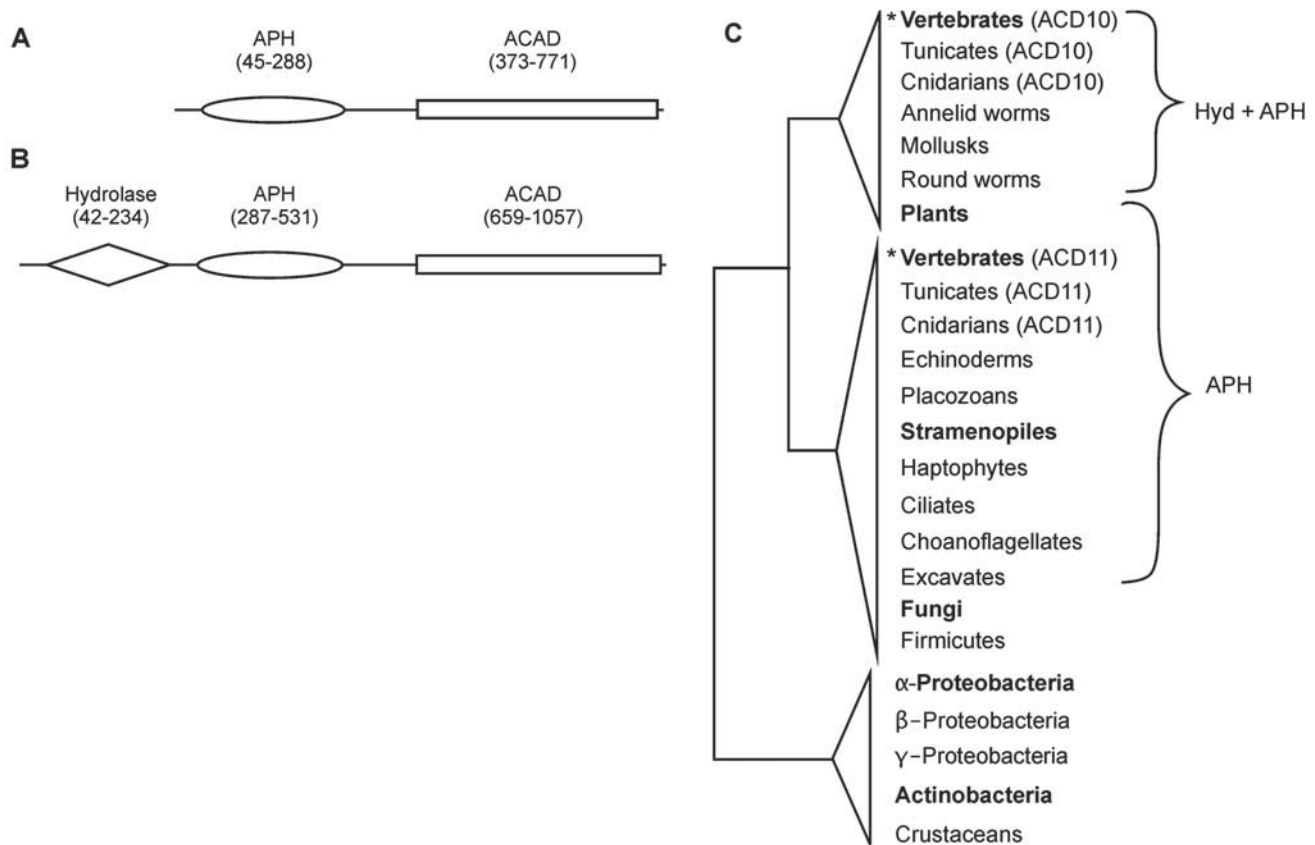 A
APH
(45-288)
ACAD
(373-771)
B
Hydrolase
(42-234)
APH
(287-531)
ACAD
(659-1057)
C
*Vertebrates (ACD10)
Tunicates (ACD10)
Cnidarians (ACD10)
Annelid worms
Mollusks
Round worms
Hyd + APH
Plants
*Vertebrates (ACD11)
Tunicates (ACD11)
Cnidarians (ACD11)
Echinoderms
Placozoans
Stramenopiles
Haptophytes
Ciliates
Choanoflagellates
Excavates
APH
Fungi
Firmicutes
α-Proteobacteria
β-Proteobacteria
γ-Proteobacteria
Actinobacteria
Crustaceans